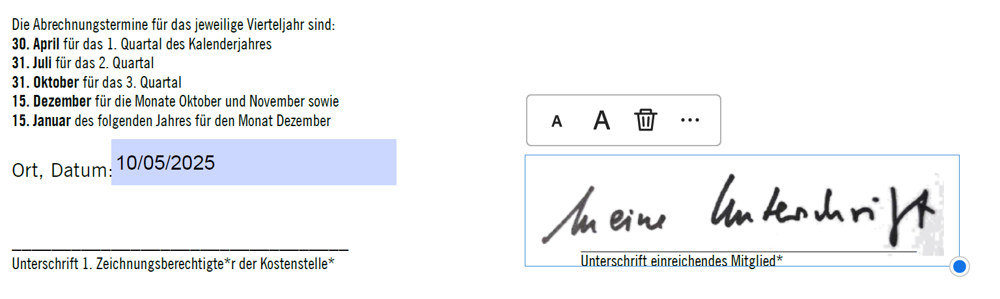 Die Abrechnungstermine für das jeweilige Vierteljahr sind:
30. April für das 1. Quartal des Kalenderjahres
31. Juli für das 2. Quartal
31. Oktober für das 3. Quartal
15. Dezember für die Monate Oktober und November sowie
15. Januar des folgenden Jahres für den Monat Dezember
A A ...
Ort, Datum: 10/05/2025
Meine Unterschrift
Unterschrift 1. Zeichnungsberechtigte*r der Kostenstelle*
Unterschrift einreichendes Mitglied*